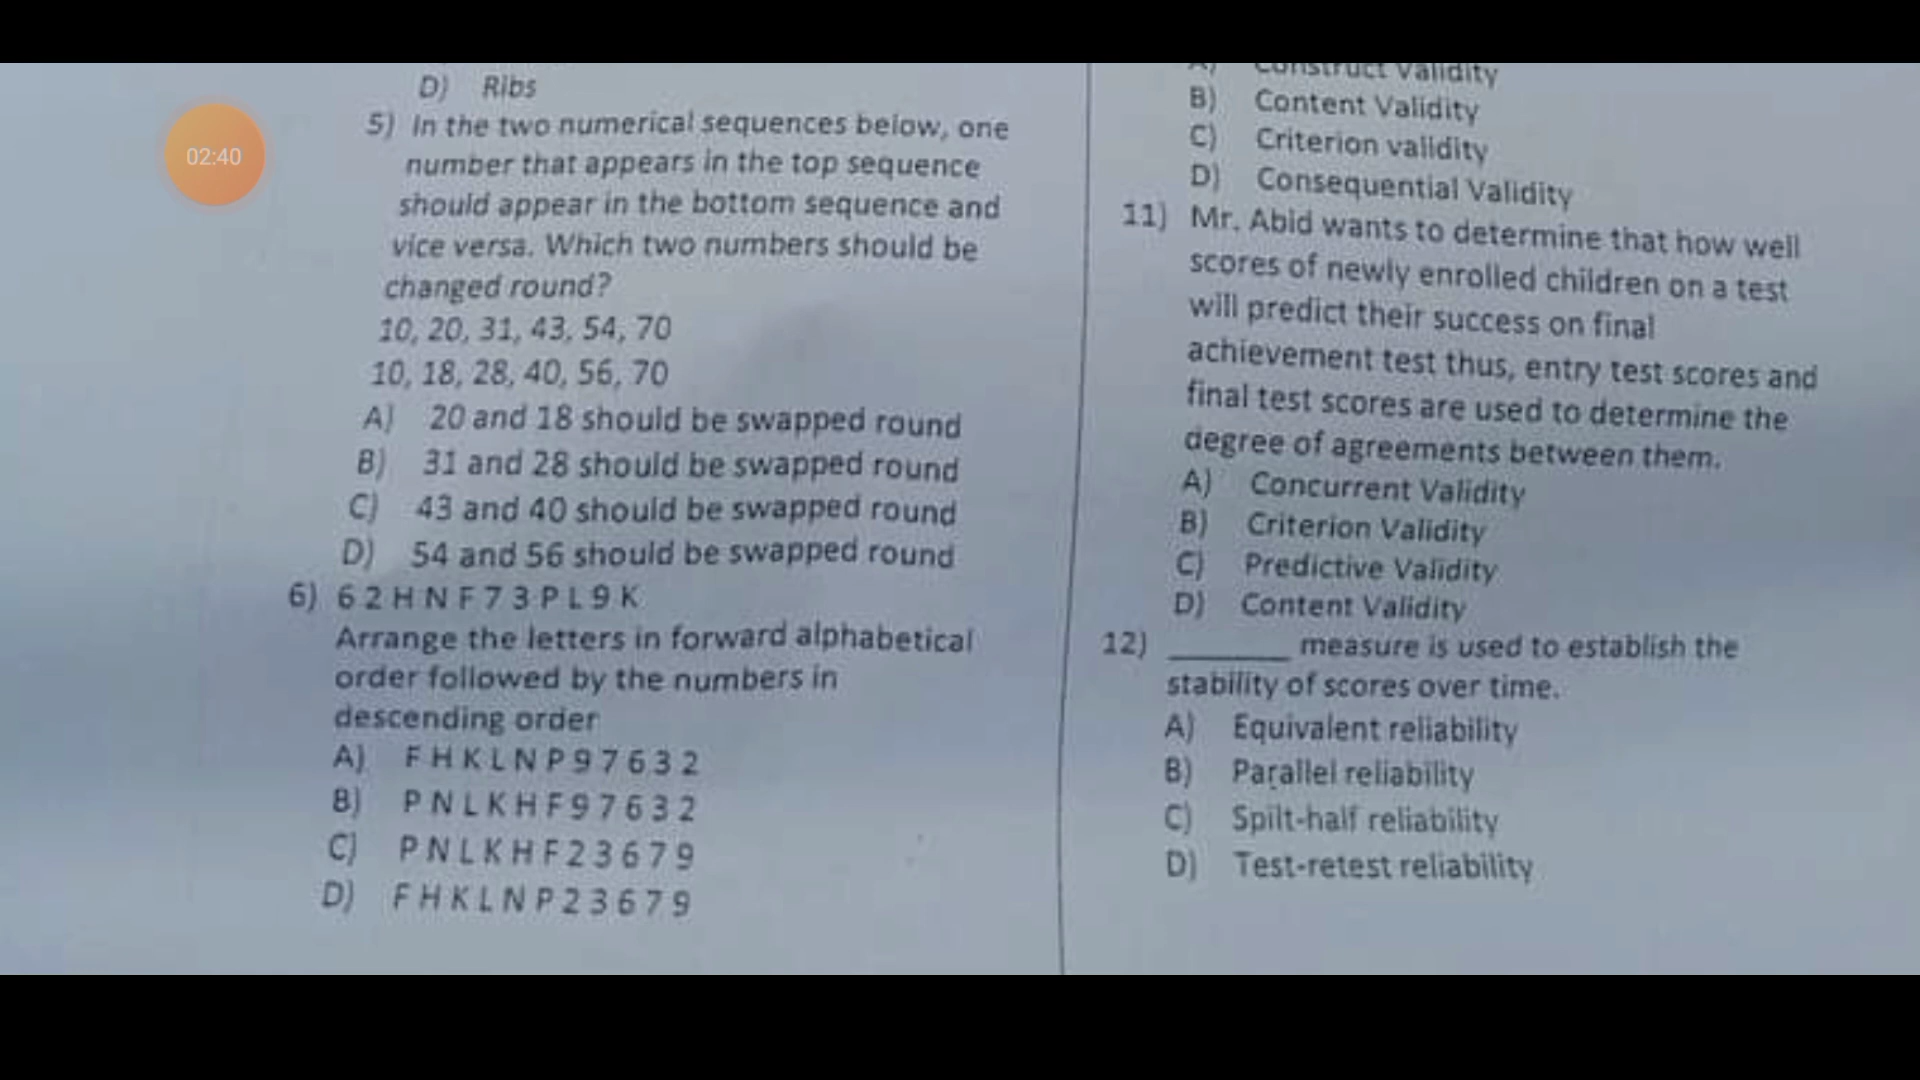 02:40
D) Ribs
5) In the two numerical sequences below, one
number that appears in the top sequence
should appear in the bottom sequence and
vice versa. Which two numbers should be
changed round?
10, 20, 31, 43, 54, 70
10, 18, 28, 40, 56, 70
A) 20 and 18 should be swapped round
B) 31 and 28 should be swapped round
C) 43 and 40 should be swapped round
D) 54 and 56 should be swapped round
6) 6 2 H N F 7 3 P L 9 K
Arrange the letters in forward alphabetical
order followed by the numbers in
descending order
A) F H K L N P 9 7 6 3 2
B) P N L K H F 9 7 6 3 2
C) P N L K H F 2 3 6 7 9
D) F H K L N P 2 3 6 7 9
A) Construct Validity
B) Content Validity
C) Criterion validity
D) Consequential Validity
11) Mr. Abid wants to determine that how well
scores of newly enrolled children on a test
will predict their success on final
achievement test thus, entry test scores and
final test scores are used to determine the
degree of agreements between them.
A) Concurrent Validity
B) Criterion Validity
C) Predictive Validity
D) Content Validity
12) ________ measure is used to establish the
stability of scores over time.
A) Equivalent reliability
B) Parallel reliability
C) Spilt-half reliability
D) Test-retest reliability